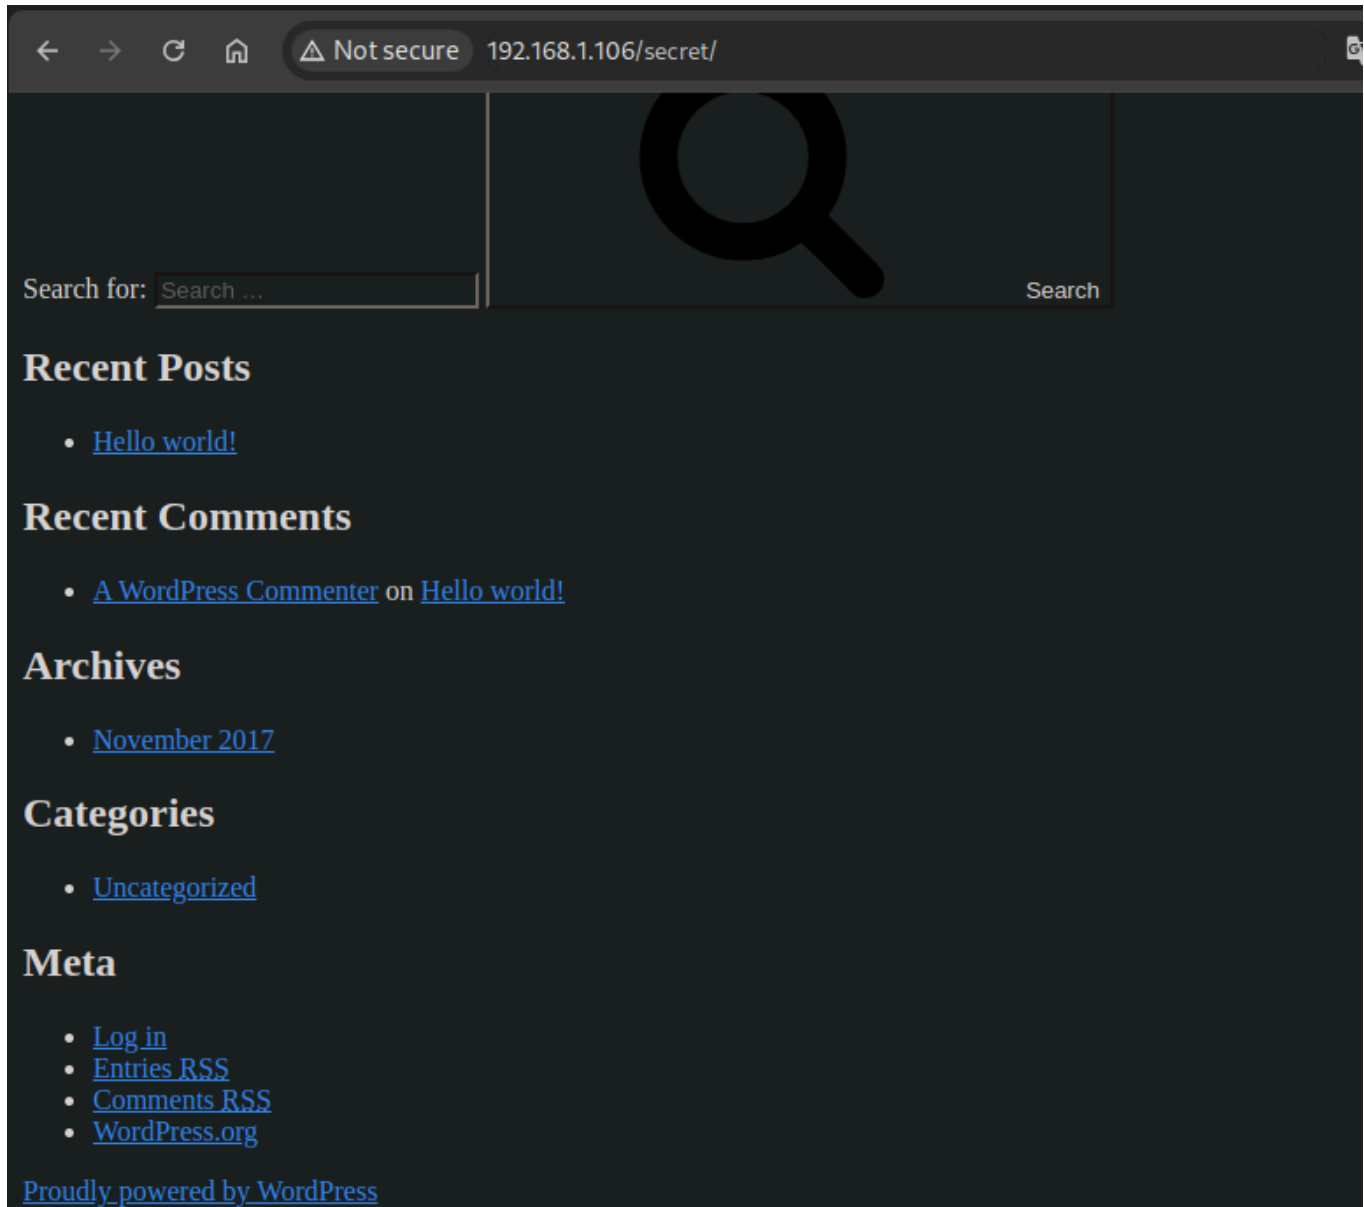 Not secure 192.168.1.106/secret/
Search for: Search ... Search
Recent Posts
Hello world!
Recent Comments
A WordPress Commenter on Hello world!
Archives
November 2017
Categories
Uncategorized
Meta
Log in
Entries RSS
Comments RSS
WordPress.org
Proudly powered by WordPress